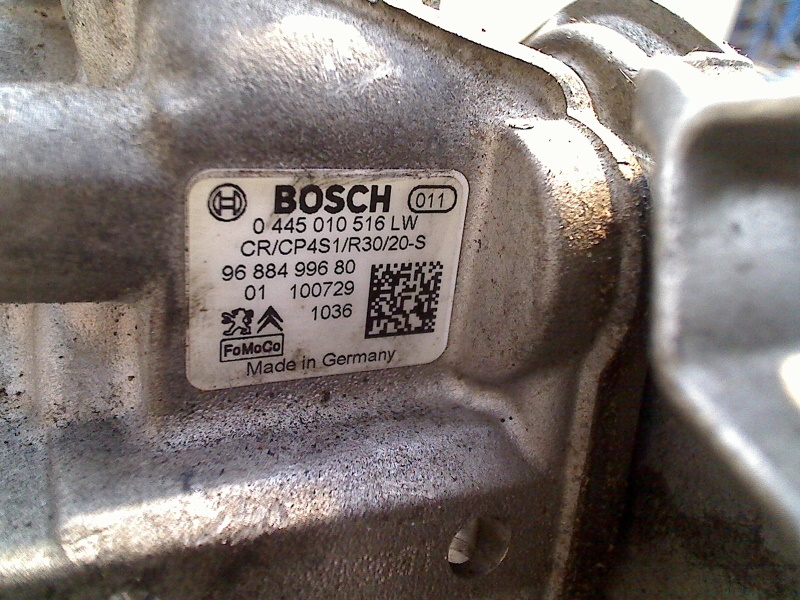 BOSCH 011
0 445 010 516 LW
CR/CP4S1/R30/20-S
96 884 996 80
01 100729
1036
FoMoCo
Made in Germany